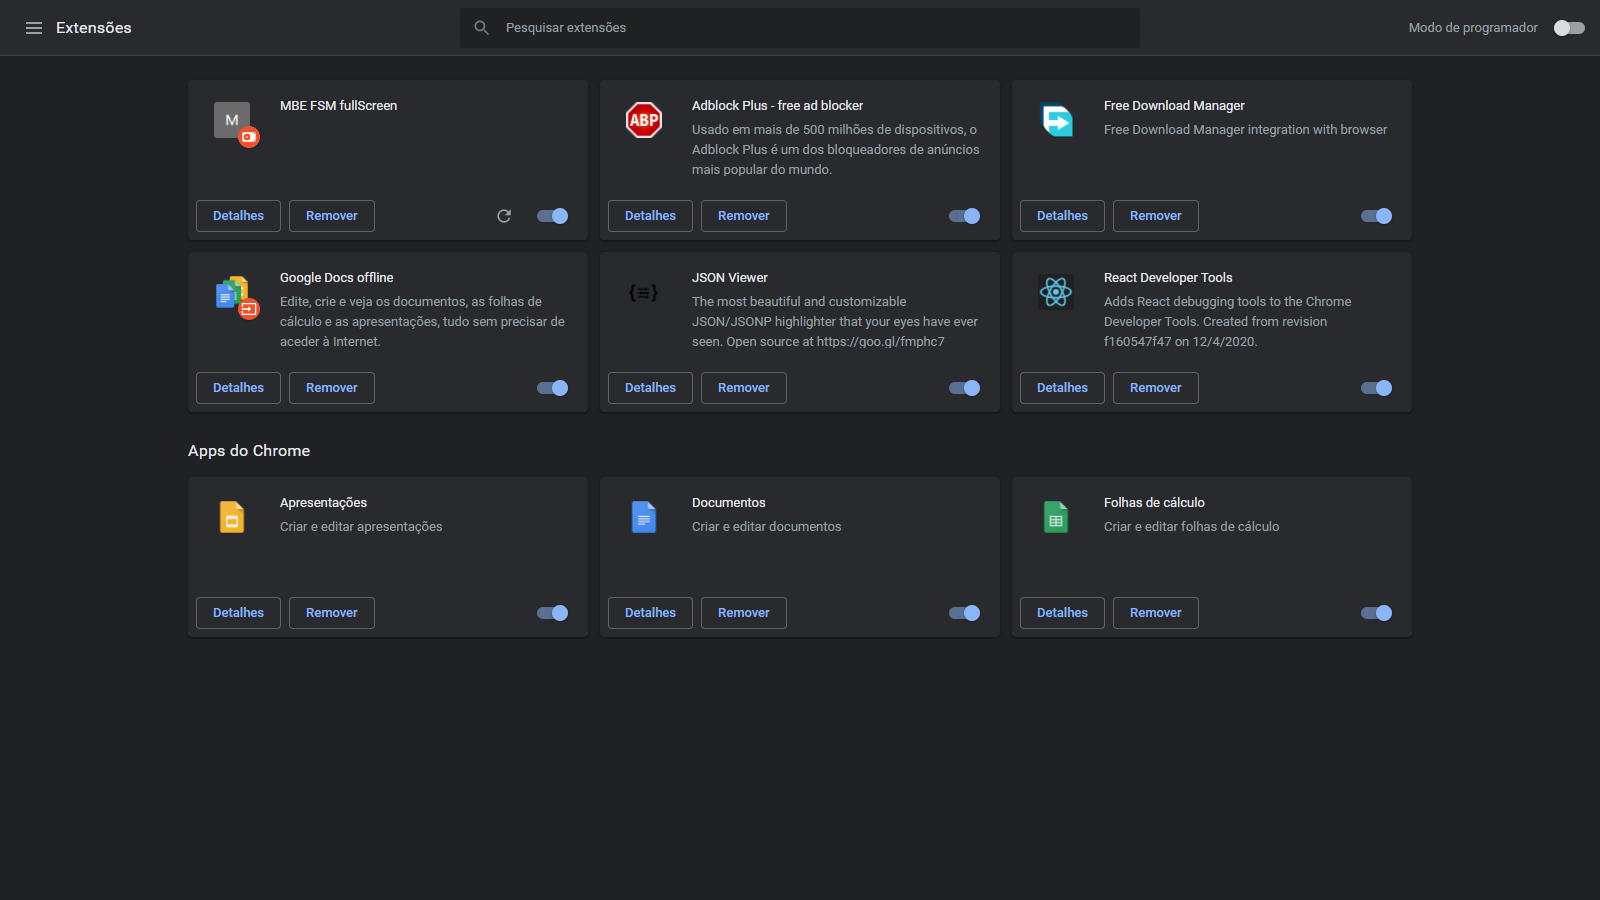 Extensões
Pesquisar extensões
Modo de programador
M
MBE FSM fullScreen
Detalhes
Remover
ABP
Adblock Plus - free ad blocker
Usado em mais de 500 milhões de dispositivos, o
Adblock Plus é um dos bloqueadores de anúncios
mais popular do mundo.
Detalhes
Remover
Free Download Manager
Free Download Manager integration with browser
Detalhes
Remover
Google Docs offline
Edite, crie e veja os documentos, as folhas de
cálculo e as apresentações, tudo sem precisar de
aceder à Internet.
Detalhes
Remover
JSON Viewer
The most beautiful and customizable
JSON/JSONP highlighter that your eyes have ever
seen. Open source at https://goo.gl/fmphc7
Detalhes
Remover
React Developer Tools
Adds React debugging tools to the Chrome
Developer Tools. Created from revision
f160547f47 on 12/4/2020.
Detalhes
Remover
Apps do Chrome
Apresentações
Criar e editar apresentações
Detalhes
Remover
Documentos
Criar e editar documentos
Detalhes
Remover
Folhas de cálculo
Criar e editar folhas de cálculo
Detalhes
Remover